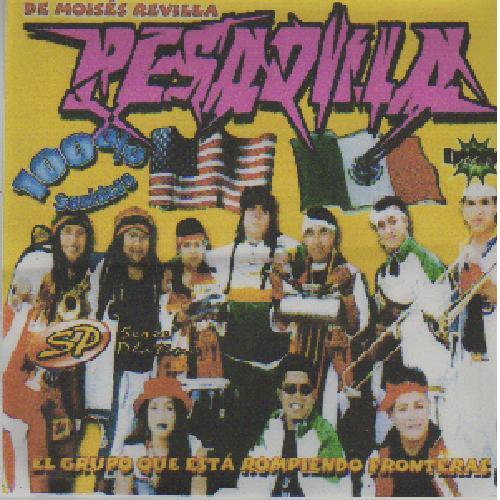 DE MOISÉS REVILLA
PESADILLA
100%
Sonidero
SP
EL GRUPO QUE ESTÁ ROMPIENDO FRONTERAS